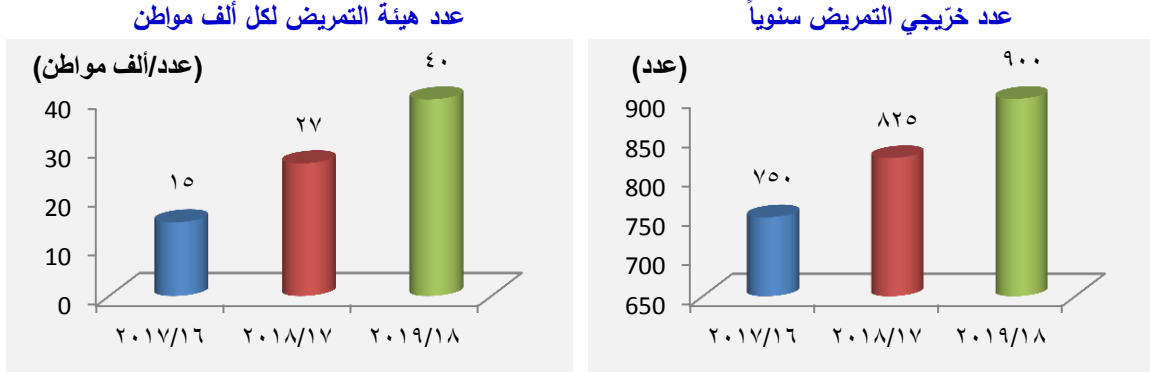 عدد خرّيجي التمريض سنوياً
(عدد)
٩٠٠
٨٢٥
٧٥٠
900
850
800
750
700
650
٢٠١٧/١٦ ٢٠١٨/١٧ ٢٠١٩/١٨
عدد هيئة التمريض لكل ألف مواطن
(عدد/ألف مواطن)
٤٠
٢٧
١٥
40
30
20
10
0
٢٠١٧/١٦ ٢٠١٨/١٧ ٢٠١٩/١٨